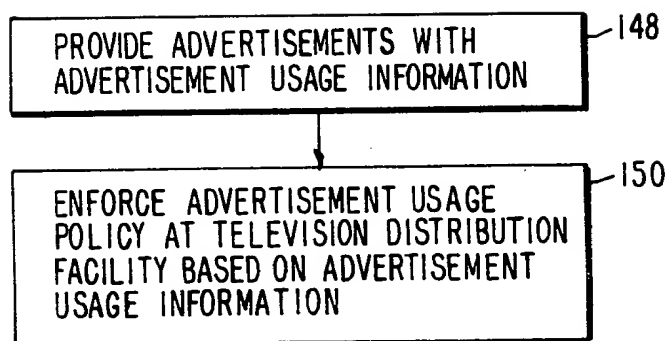 PROVIDE ADVERTISEMENTS WITH
ADVERTISEMENT USAGE INFORMATION
148
ENFORCE ADVERTISEMENT USAGE
POLICY AT TELEVISION DISTRIBUTION
FACILITY BASED ON ADVERTISEMENT
USAGE INFORMATION
150